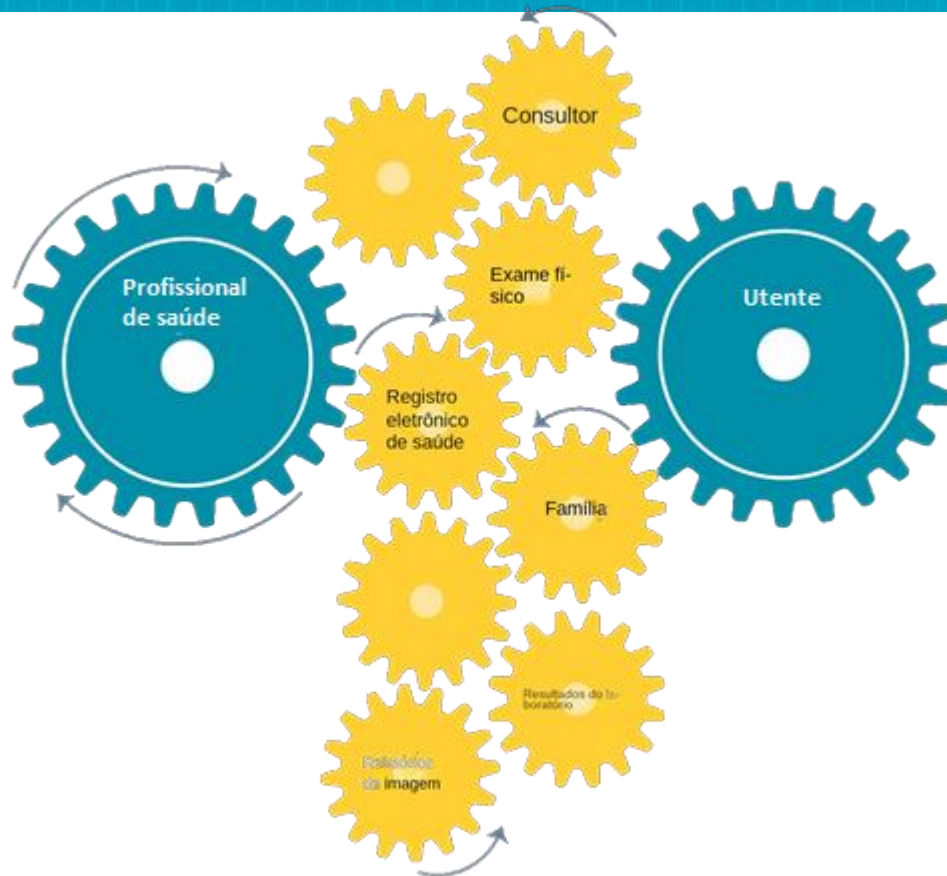 Consultor
Exame fí-
sico
Profissional
de saúde
Utente
Registro
eletrônico
de saúde
Família
Resultados do la-
boratório
imagem